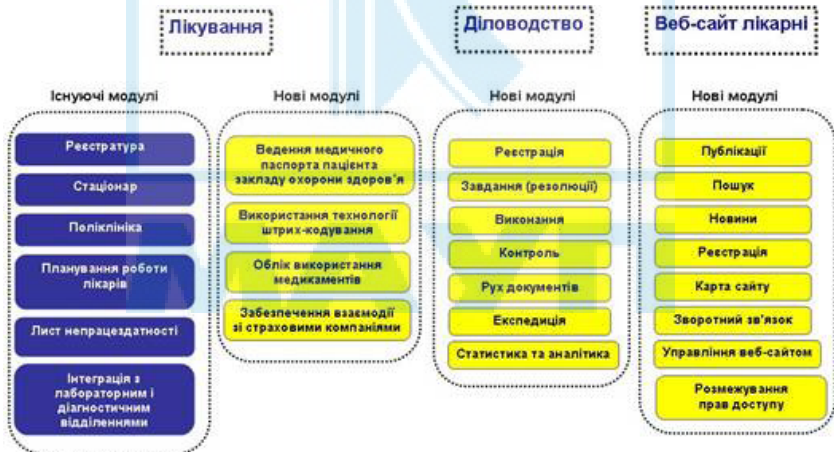 Лікування
Діловодство
Веб-сайт лікарні
Існуючі модулі
Нові модулі
Нові модулі
Нові модулі
Реєстратура
Стаціонар
Поліклініка
Планування роботи
лікарів
Лист непрацездатності
Інтеграція з
лабораторним і
діагностичним
відділеннями
Ведення медичного
паспорта пацієнта
закладу охорони здоров'я
Використання технології
штрих-кодування
Облік використання
медикаментів
Забезпечення взаємодії
зі страховими компаніями
Реєстрація
Завдання (резолюції)
Виконання
Контроль
Рух документів
Експедиція
Статистика та аналітика
Публікації
Пошук
Новини
Реєстрація
Карта сайту
Зворотний зв'язок
Управління веб-сайтом
Розмежування
прав доступу
МАУП